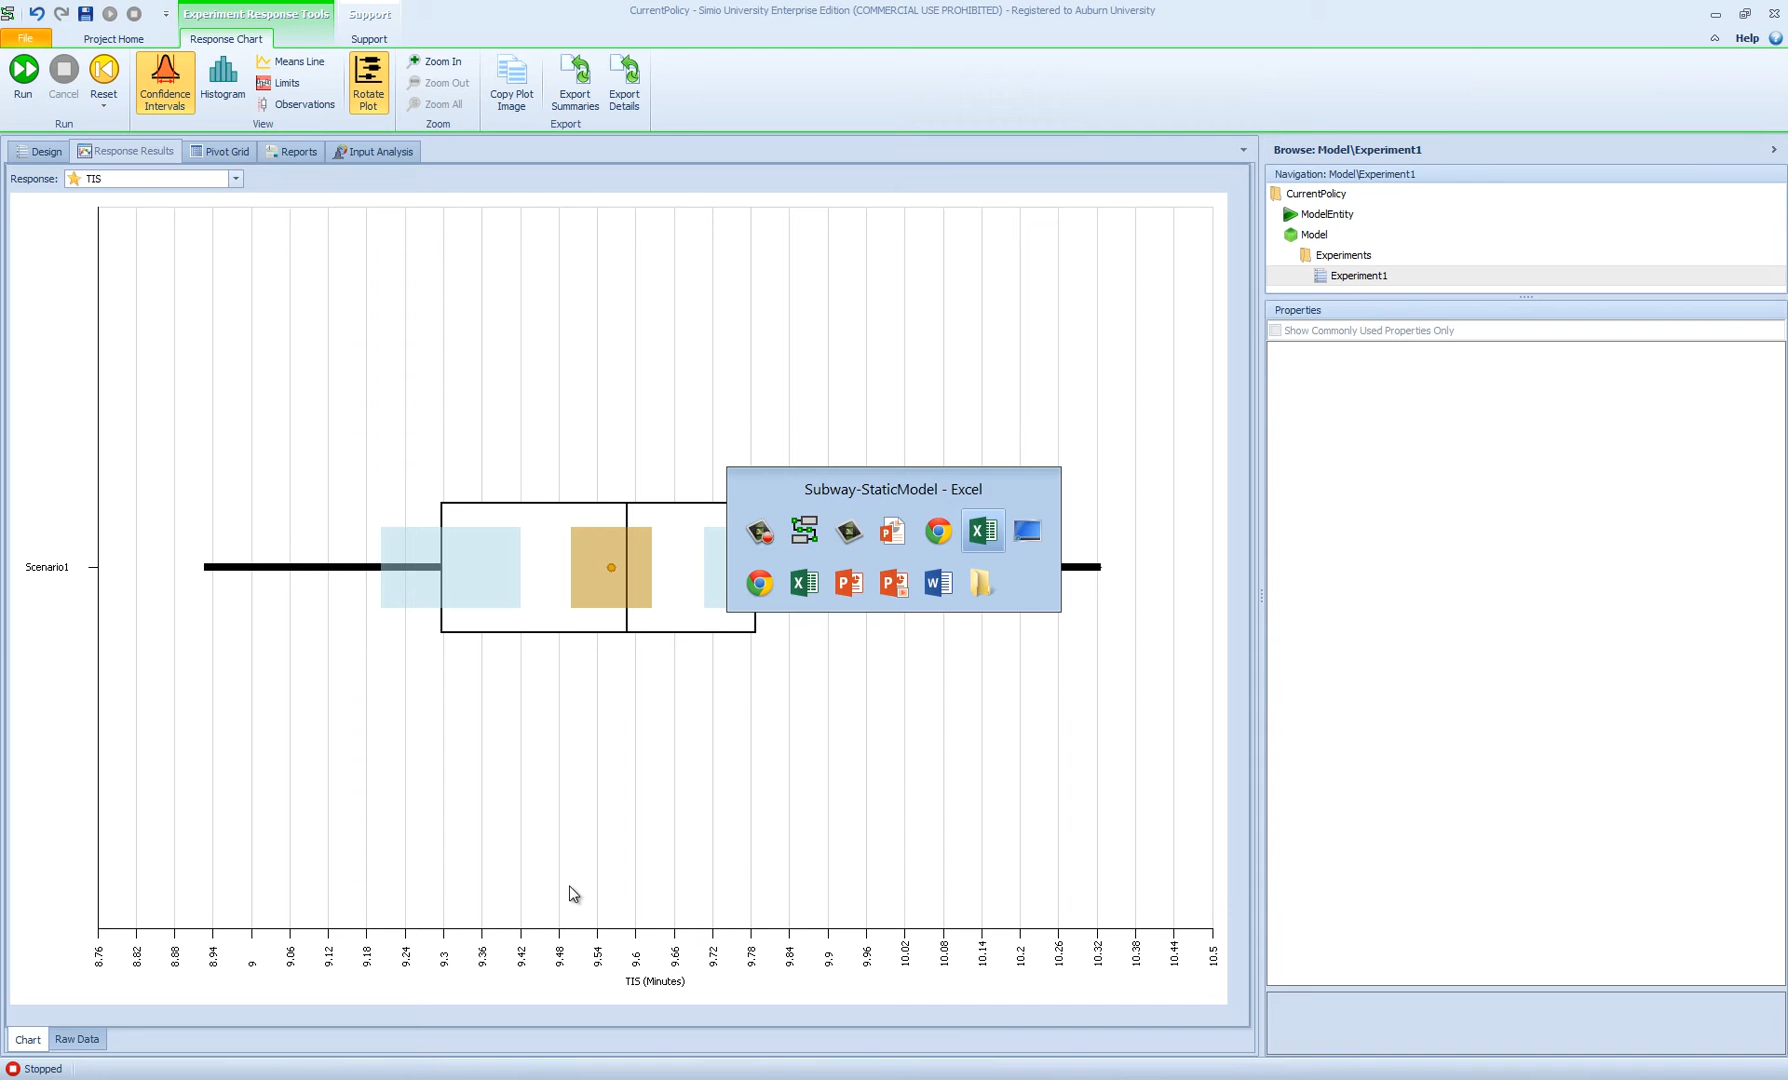 CurrentPolicy - Simio University Enterprise Edition (COMMERCIAL USE PROHIBITED) - Registered to Auburn University
Experiment Response Tools
Support
File
Project Home
Response Chart
Support
Help
Run
Cancel
Reset
Run
Confidence Intervals
Histogram
Means Line
Limits
Observations
View
Rotate Plot
Zoom In
Zoom Out
Zoom All
Zoom
Copy Plot Image
Export Summaries
Export Details
Export
Design
Response Results
Pivot Grid
Reports
Input Analysis
Response:
TIS
Scenario1
Subway-StaticModel - Excel
8.76
8.82
8.88
8.94
9
9.06
9.12
9.18
9.24
9.3
9.36
9.42
9.48
9.54
9.6
9.66
9.72
9.78
9.84
9.9
9.96
10.02
10.08
10.14
10.2
10.26
10.32
10.38
10.44
10.5
TIS (Minutes)
Chart
Raw Data
Stopped
Browse: Model\Experiment1
Navigation: Model\Experiment1
CurrentPolicy
ModelEntity
Model
Experiments
Experiment1
Properties
Show Commonly Used Properties Only